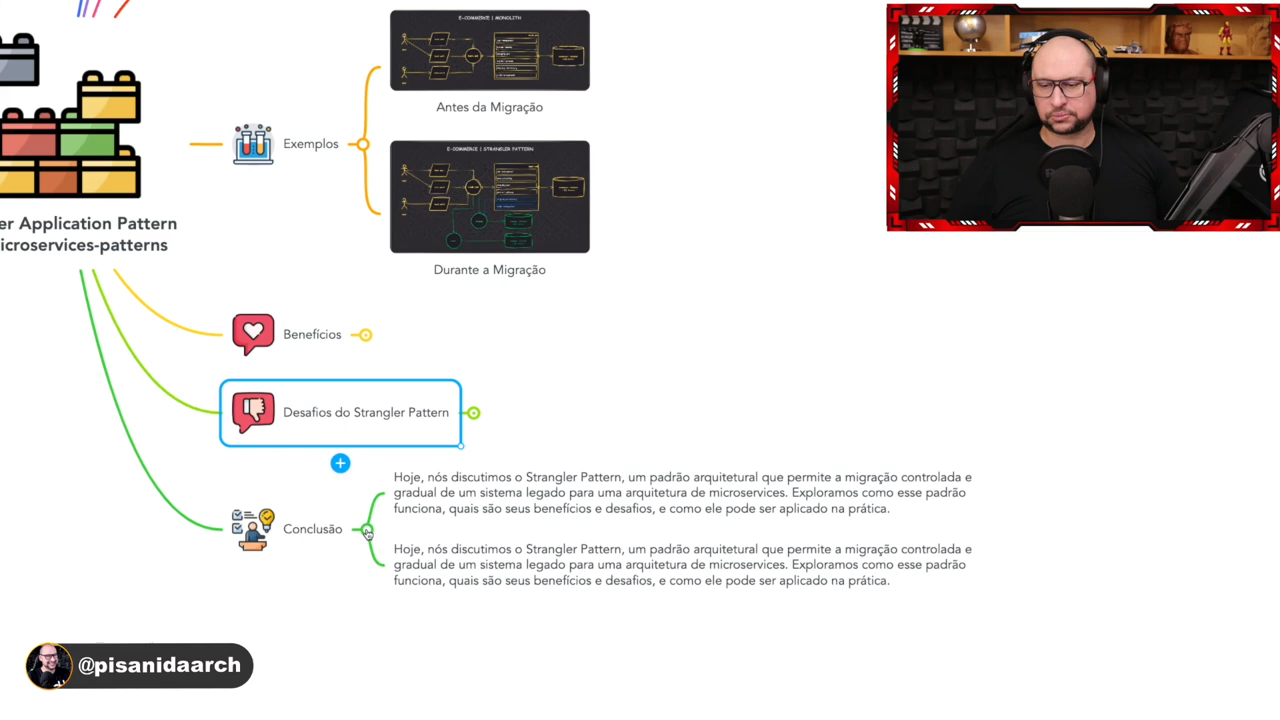 E-COMMERCE | MONOLITH
Antes da Migração
Exemplos
E-COMMERCE | STRANGLER PATTERN
Durante a Migração
er Application Pattern
icroservices-patterns
Benefícios
Desafios do Strangler Pattern
Hoje, nós discutimos o Strangler Pattern, um padrão arquitetural que permite a migração controlada e
gradual de um sistema legado para uma arquitetura de microservices. Exploramos como esse padrão
funciona, quais são seus benefícios e desafios, e como ele pode ser aplicado na prática.
Conclusão
Hoje, nós discutimos o Strangler Pattern, um padrão arquitetural que permite a migração controlada e
gradual de um sistema legado para uma arquitetura de microservices. Exploramos como esse padrão
funciona, quais são seus benefícios e desafios, e como ele pode ser aplicado na prática.
@pisanidaarch